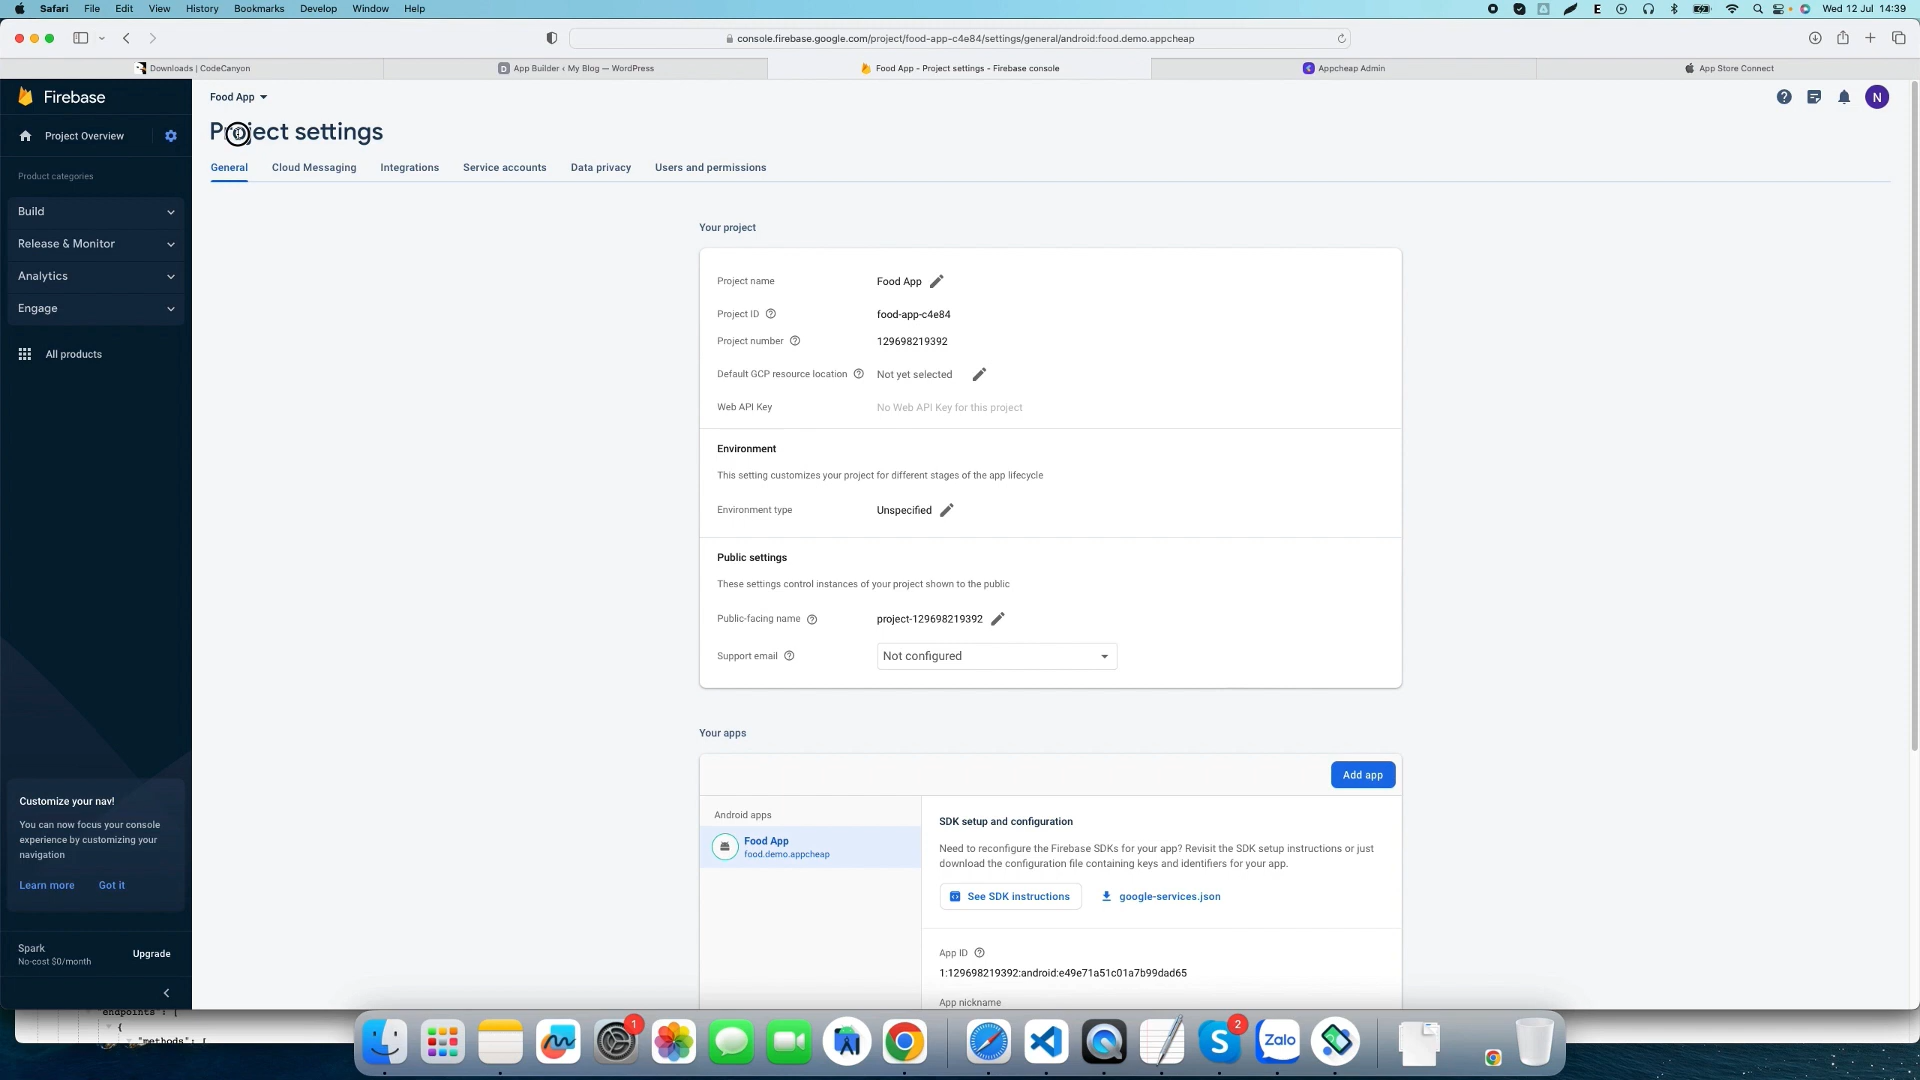 Safari File Edit View History Bookmarks Develop Window Help
E
Wed 12 Jul 14:39
console.firebase.google.com/project/food-app-c4e84/settings/general/android:food.demo.appcheap
Downloads | CodeCanyon
App Builder ‹ My Blog — WordPress
Food App - Project settings - Firebase console
Appcheap Admin
App Store Connect
Firebase
Food App
N
Project Overview
Project settings
General
Cloud Messaging
Integrations
Service accounts
Data privacy
Users and permissions
Product categories
Build
Release & Monitor
Analytics
Engage
All products
Your project
Project name
Food App
Project ID
food-app-c4e84
Project number
129698219392
Default GCP resource location
Not yet selected
Web API Key
No Web API Key for this project
Environment
This setting customizes your project for different stages of the app lifecycle
Environment type
Unspecified
Public settings
These settings control instances of your project shown to the public
Public-facing name
project-129698219392
Support email
Not configured
Your apps
Add app
Android apps
Food App
food.demo.appcheap
SDK setup and configuration
Need to reconfigure the Firebase SDKs for your app? Revisit the SDK setup instructions or just
download the configuration file containing keys and identifiers for your app.
See SDK instructions
google-services.json
App ID
1:129698219392:android:e49e71a51c01a7b99dad65
App nickname
Customize your nav!
You can now focus your console
experience by customizing your
navigation
Learn more
Got it
Spark
No-cost $0/month
Upgrade
endpoints": [
{
"methods": [
1
2
Zalo